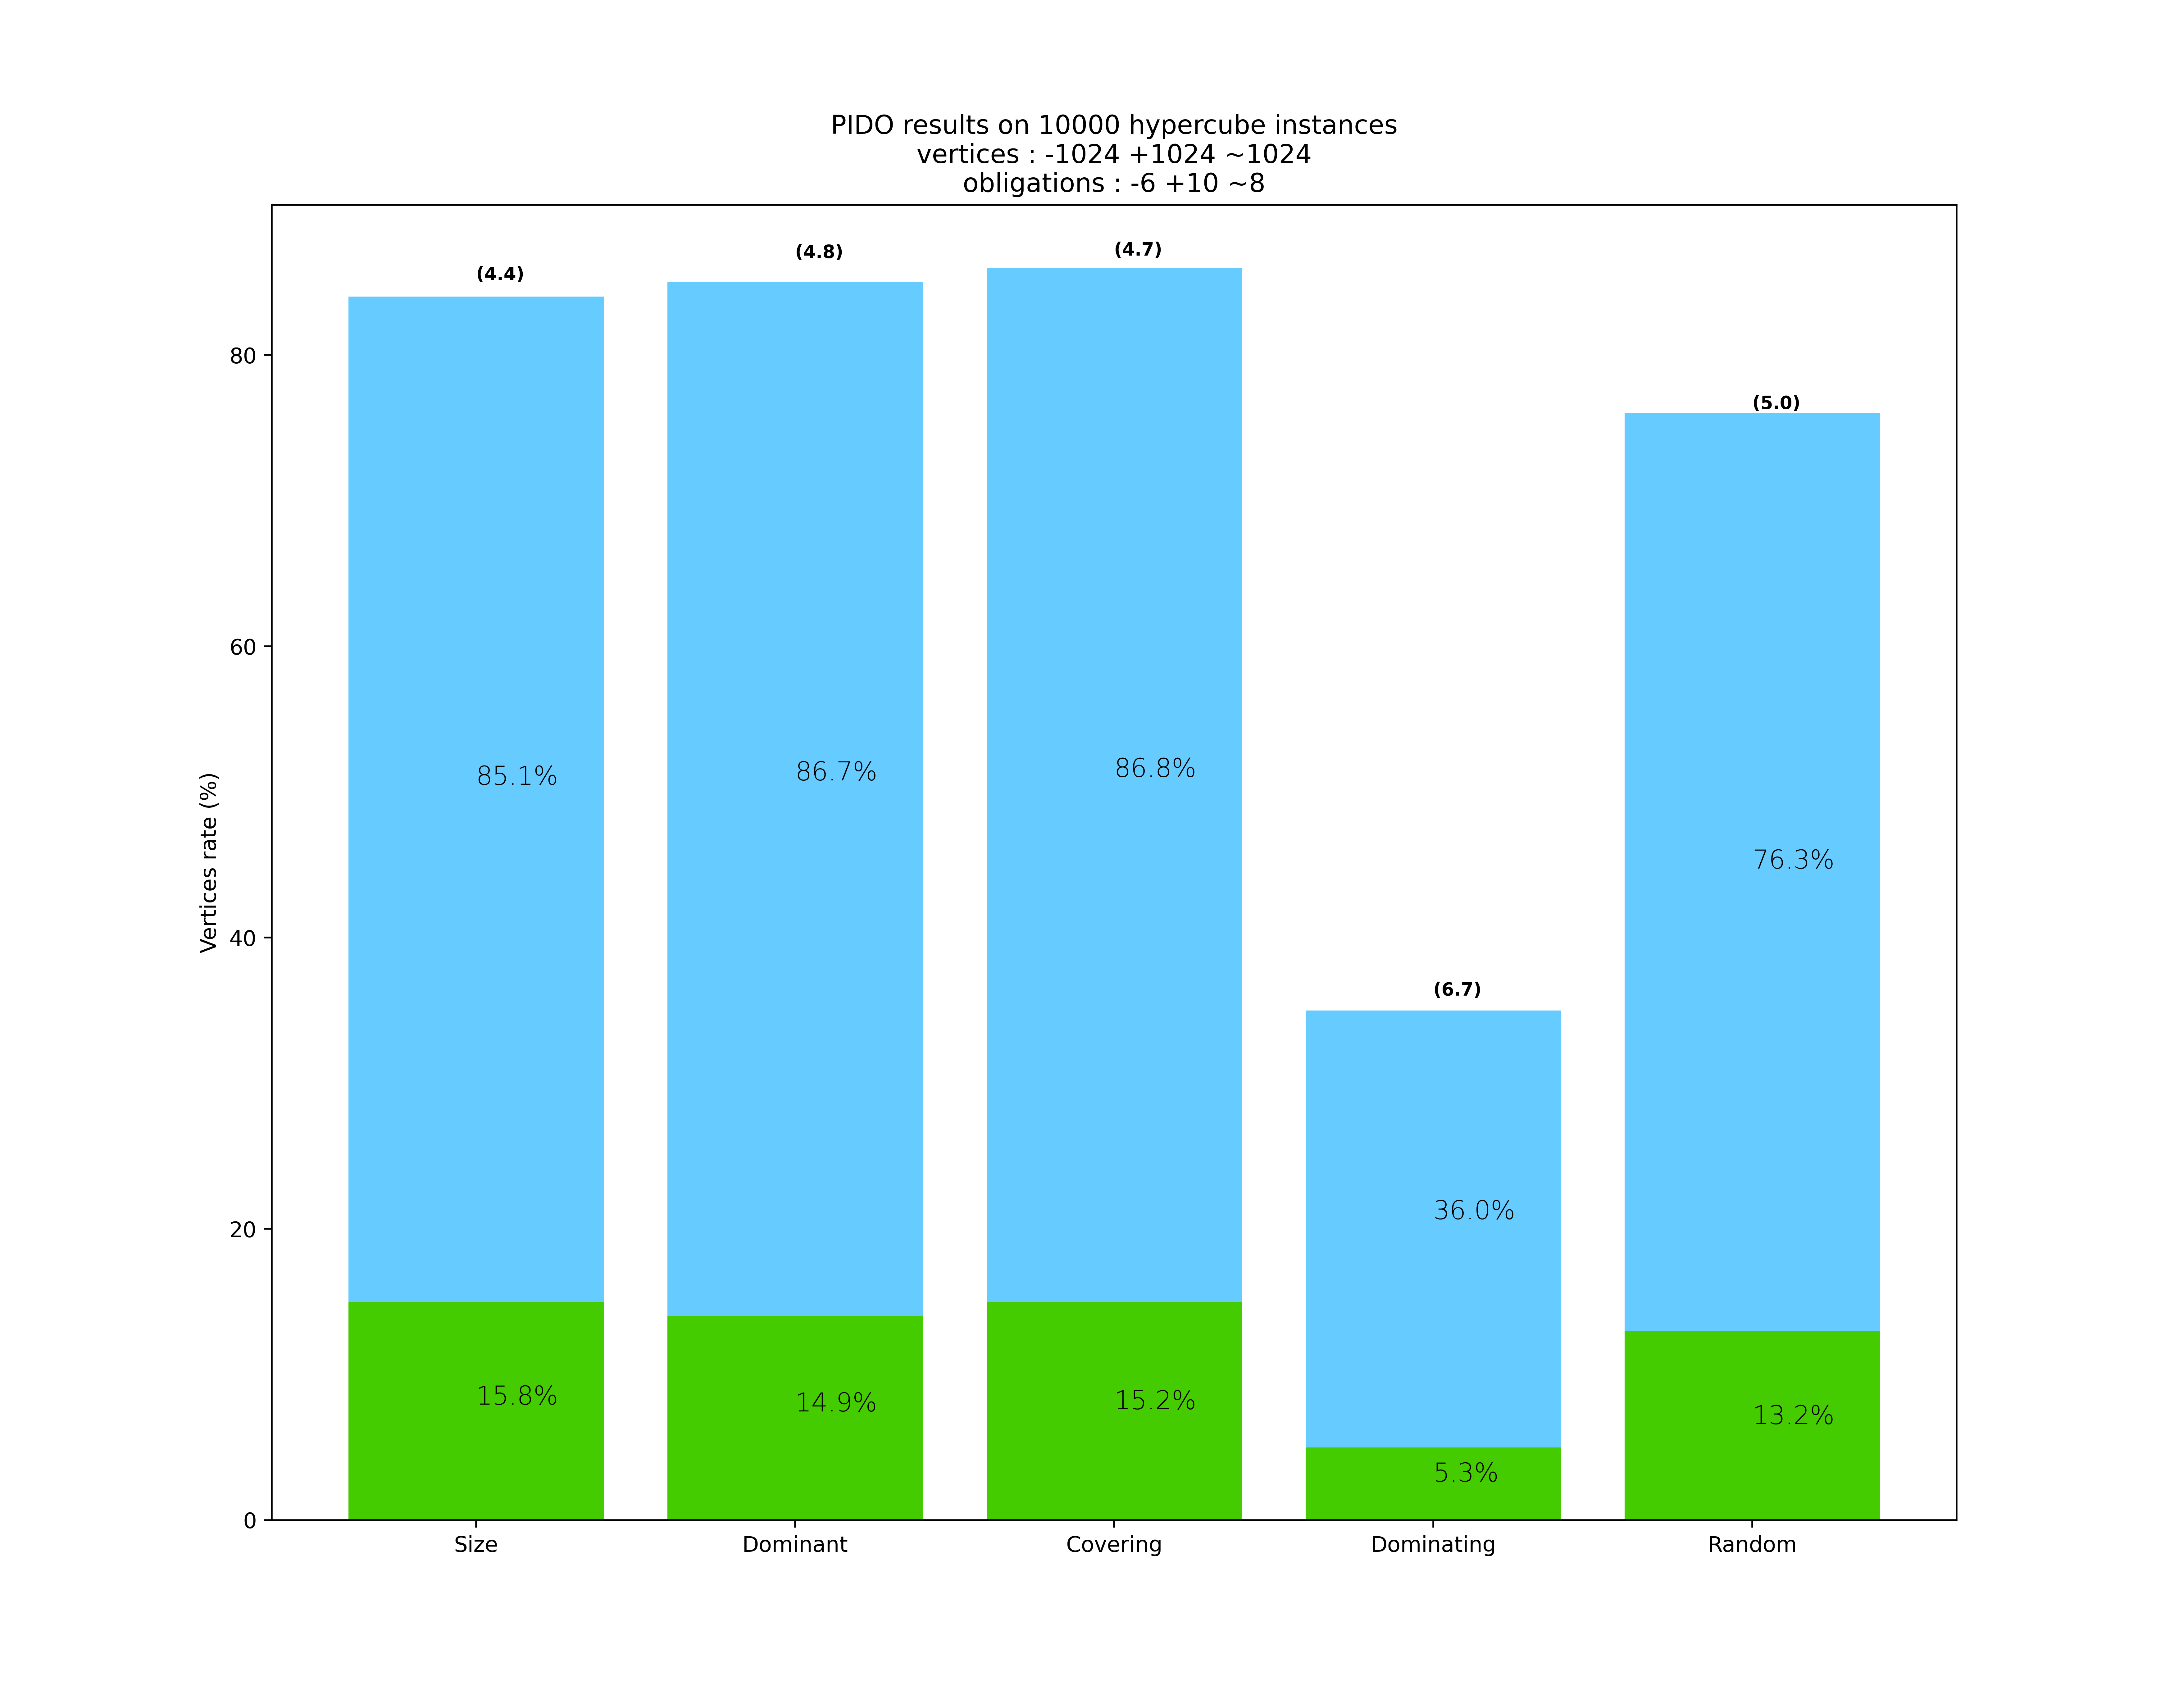 PIDO results on 10000 hypercube instances
vertices : -1024 +1024 ~1024
obligations : -6 +10 ~8
(4.4)
(4.8)
(4.7)
(6.7)
(5.0)
85.1%
86.7%
86.8%
36.0%
76.3%
15.8%
14.9%
15.2%
5.3%
13.2%
Vertices rate (%)
80
60
40
20
0
Size
Dominant
Covering
Dominating
Random